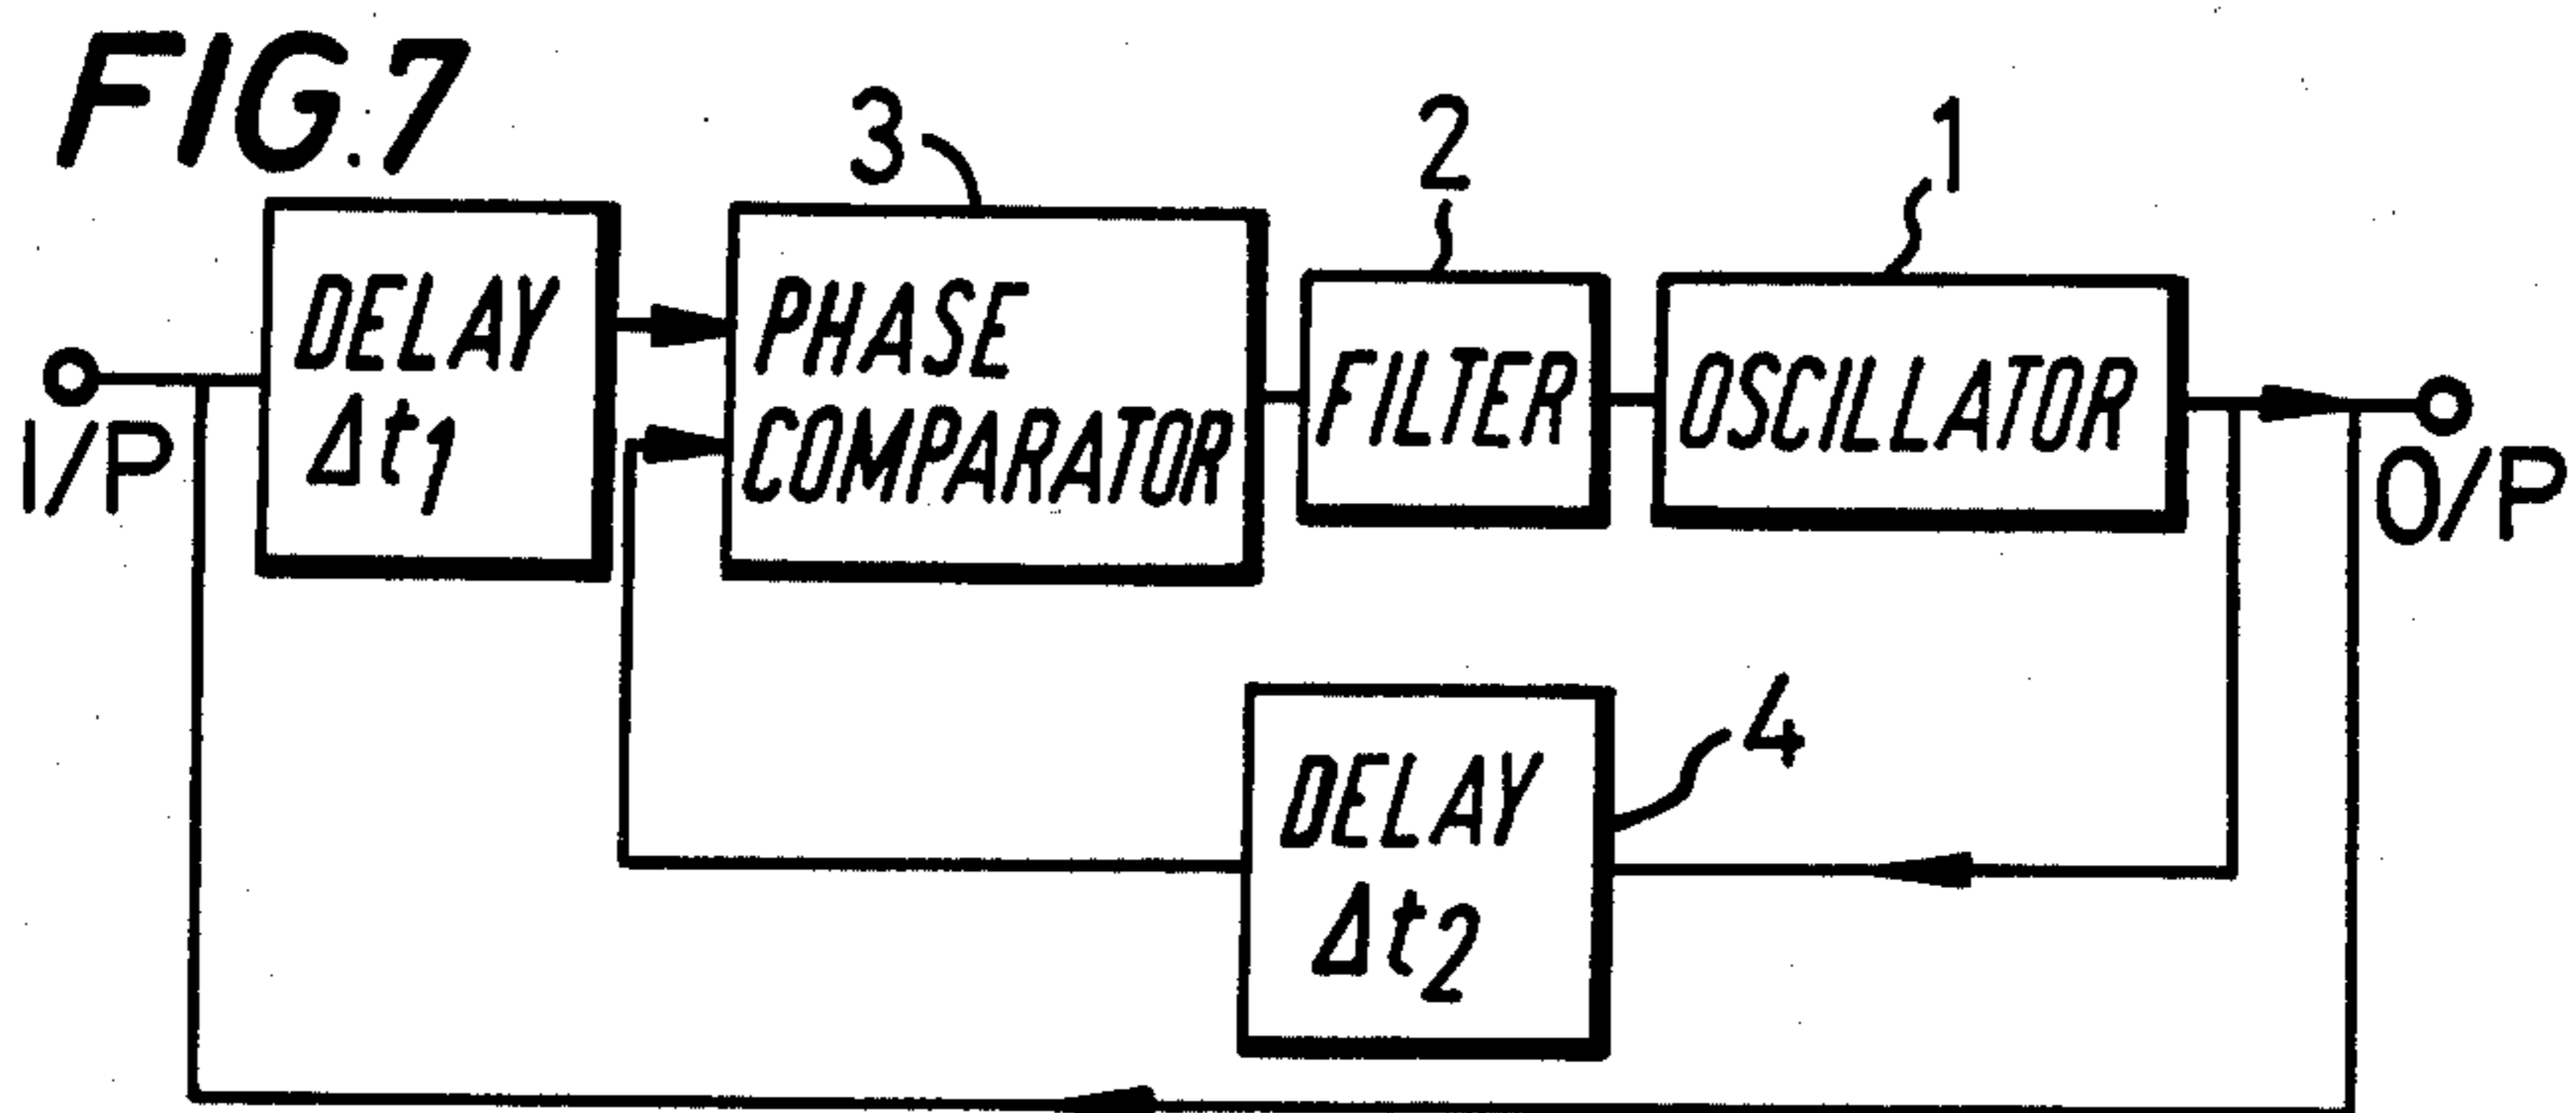 FIG.7
3
2
1
I/P
DELAY
Δt1
PHASE
COMPARATOR
FILTER
OSCILLATOR
O/P
DELAY
Δt2
4